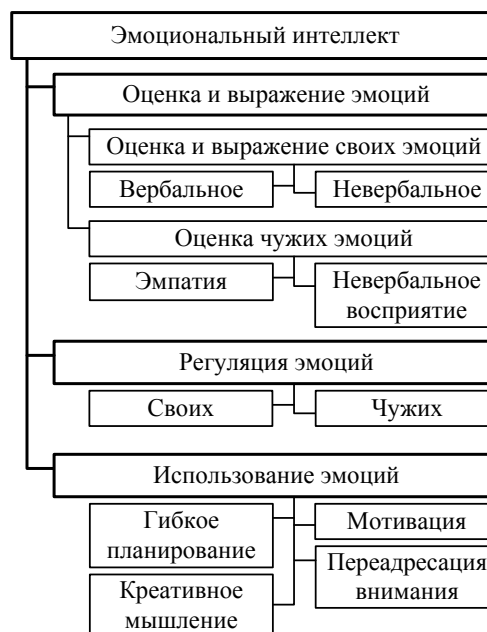 Эмоциональный интеллект
Оценка и выражение эмоций
Оценка и выражение своих эмоций
Вербальное
Невербальное
Оценка чужих эмоций
Эмпатия
Невербальное
восприятие
Регуляция эмоций
Своих
Чужих
Использование эмоций
Гибкое
планирование
Мотивация
Креативное
мышление
Переадресация
внимания